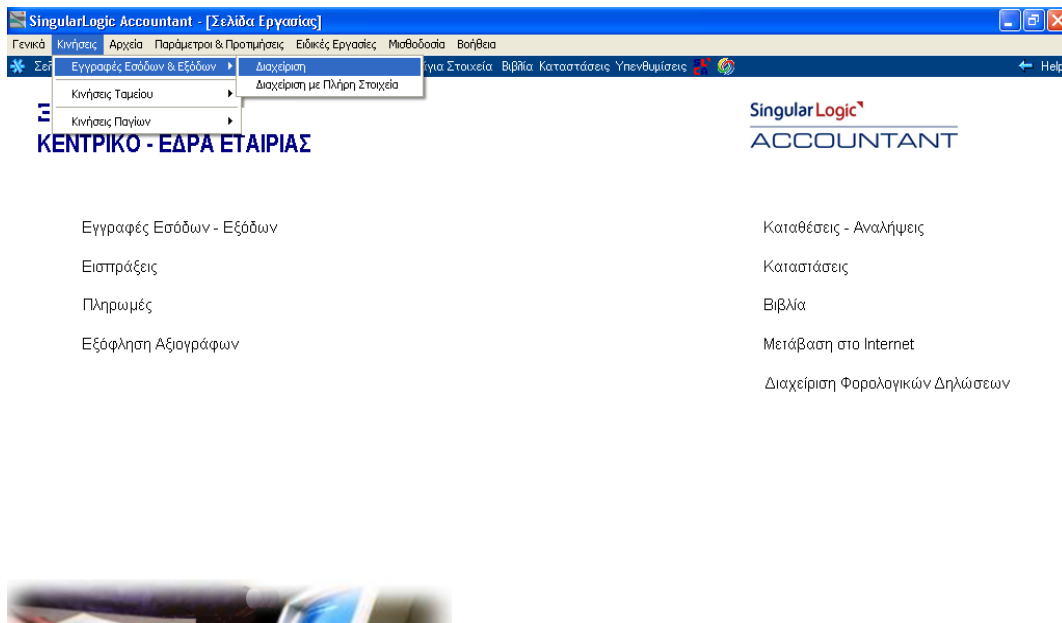 SingularLogic Accountant - [Σελίδα Εργασίας]
Γενικά Κινήσεις Αρχεία Παράμετροι & Προτιμήσεις Ειδικές Εργασίες Μισθοδοσία Βοήθεια
Στοιχεία Βιβλία Καταστάσεις Υπενθυμίσεις Help
Εγγραφές Εσόδων & Εξόδων
Διαχείριση
Διαχείριση με Πλήρη Στοιχεία
Κινήσεις Ταμείου
Κινήσεις Παγίων
ΚΕΝΤΡΙΚΟ - ΕΔΡΑ ΕΤΑΙΡΙΑΣ
Singular Logic
ACCOUNTANT
Εγγραφές Εσόδων - Εξόδων
Εισπράξεις
Πληρωμές
Εξόφληση Αξιογράφων
Καταθέσεις - Αναλήψεις
Καταστάσεις
Βιβλία
Μετάβαση στο Internet
Διαχείριση Φορολογικών Δηλώσεων